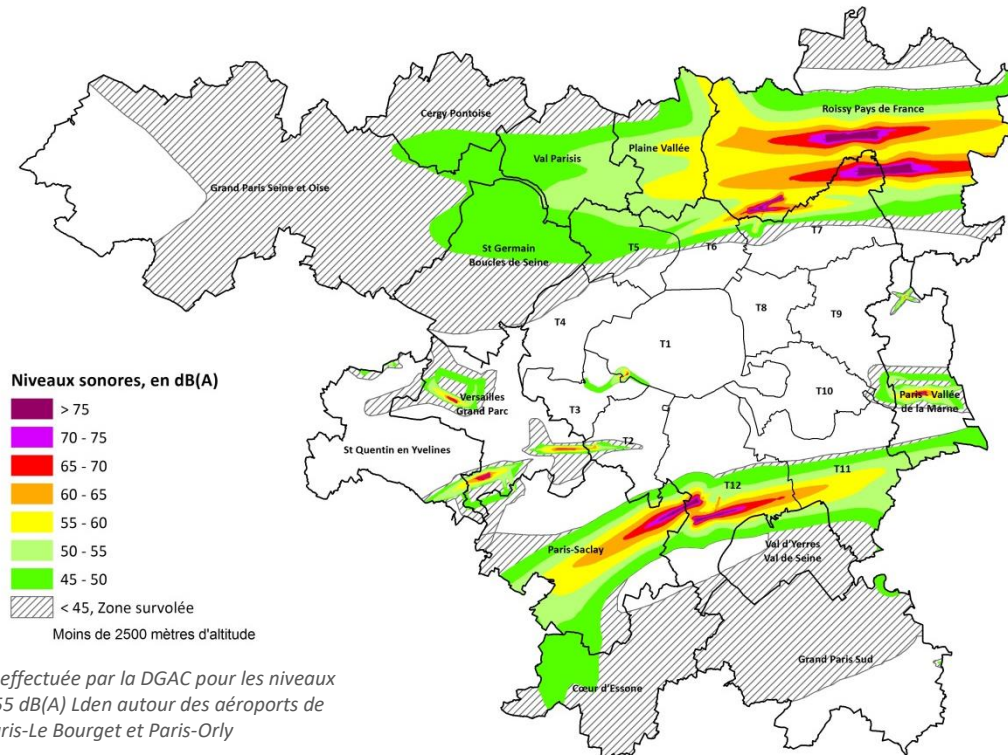 Cergy Pontoise
Roissy Pays de France
Val Parisis
Plaine Vallée
Grand Paris Seine et Oise
St Germain
Boucles de Seine
T5
T6
T7
T4
T8
T9
T1
Niveaux sonores, en dB(A)
> 75
70 - 75
65 - 70
60 - 65
55 - 60
50 - 55
45 - 50
< 45, Zone survolée
Moins de 2500 mètres d'altitude
Versailles
Grand Parc
T10
Paris - Vallée
de la Marne
T3
T2
St Quentin en Yvelines
T11
T12
Paris-Saclay
Val d'Yerres
Val de Seine
Grand Paris Sud
Cœur d'Essone
effectuée par la DGAC pour les niveaux
55 dB(A) Lden autour des aéroports de
ris-Le Bourget et Paris-Orly